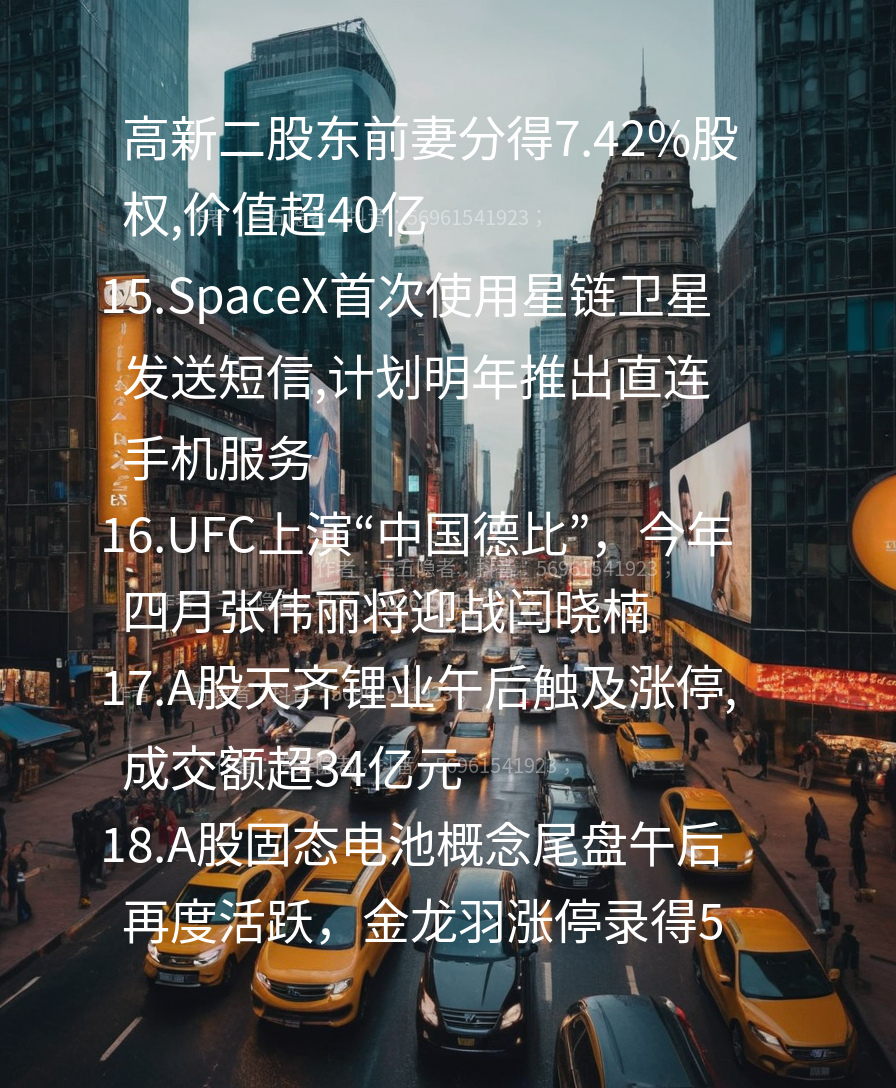 高新二股东前妻分得7.42%股
权,价值超40亿
15.SpaceX首次使用星链卫星
发送短信,计划明年推出直连
手机服务
16.UFC上演“中国德比”，今年
作者：三五隐者；抖音：56961541923；
四月张伟丽将迎战闫晓楠
17.A股天齐锂业午后触及涨停,
成交额超34亿元
18.A股固态电池概念尾盘午后
再度活跃，金龙羽涨停录得5